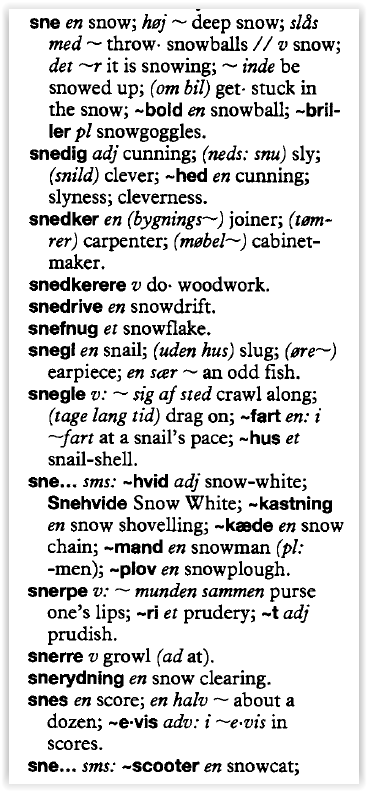 sne en snow; høj ~ deep snow; slås
med ~ throw· snowballs // v snow;
det ~r it is snowing; ~ inde be
snowed up; (om bil) get· stuck in
the snow; ~bold en snowball; ~bril-
ler pl snowgoggles.
snedig adj cunning; (neds: snu) sly;
(snild) clever; ~hed en cunning;
slyness; cleverness.
snedker en (bygnings~) joiner; (tøm-
rer) carpenter; (møbel~) cabinet-
maker.
snedkerere v do· woodwork.
snedrive en snowdrift.
snefnug et snowflake.
snegl en snail; (uden hus) slug; (øre~)
earpiece; en sær ~ an odd fish.
snegle v: ~ sig af sted crawl along;
(tage lang tid) drag on; ~fart en: i
~fart at a snail's pace; ~hus et
snail-shell.
sne... sms: ~hvid adj snow-white;
Snehvide Snow White; ~kastning
en snow shovelling; ~kæde en snow
chain; ~mand en snowman (pl:
-men); ~plov en snowplough.
snerpe v: ~ munden sammen purse
one's lips; ~ri et prudery; ~t adj
prudish.
snerre v growl (ad at).
snerydning en snow clearing.
snes en score; en halv ~ about a
dozen; ~e·vis adv: i ~e·vis in
scores.
sne... sms: ~scooter en snowcat;